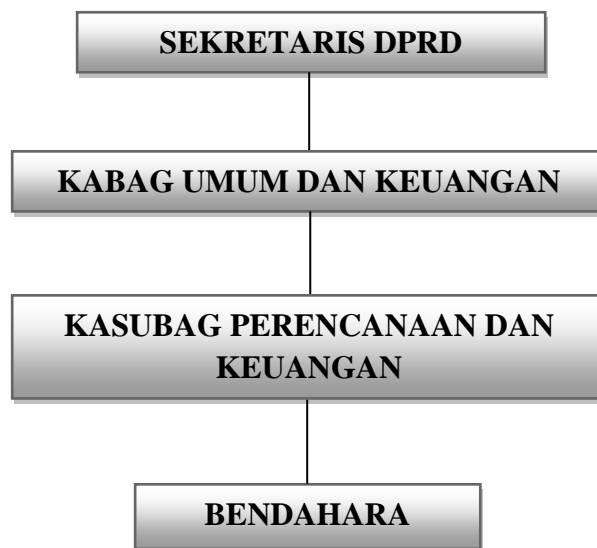 SEKRETARIS DPRD
KABAG UMUM DAN KEUANGAN
KASUBAG PERENCANAAN DAN
KEUANGAN
BENDAHARA